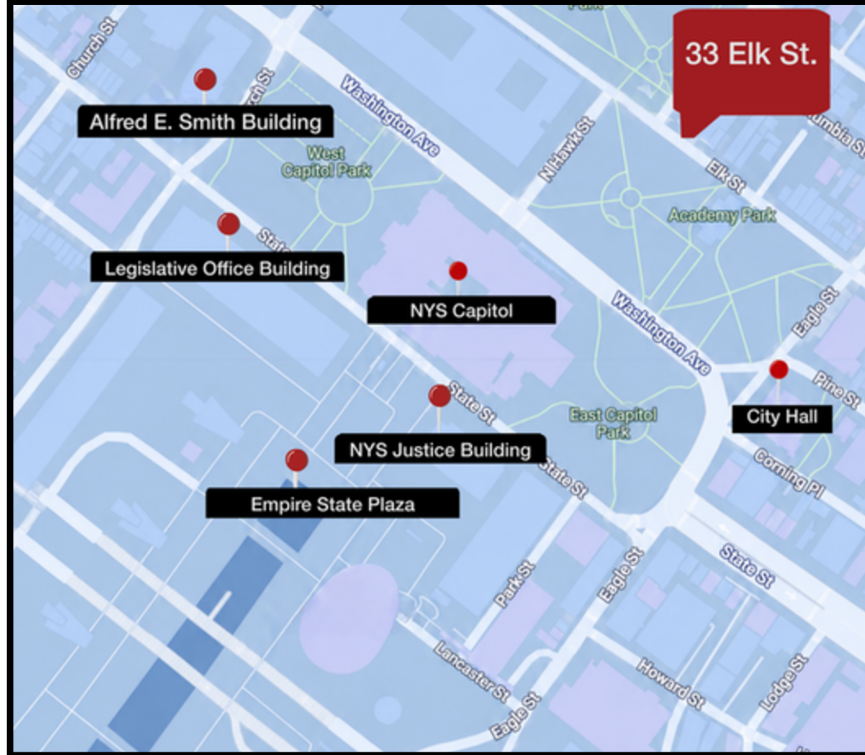 Park
33 Elk St.
Church St
Alfred E. Smith Building
Washington Ave
West
Capitol Park
N Hawk St
Elk St
Academy Park
Legislative Office Building
State
NYS Capitol
Eagle St
Washington Ave
City Hall
Pine St
State St
East Capitol
Park
NYS Justice Building
State St
Corning Pl
Empire State Plaza
State St
Park St
Eagle St
Lancaster St
Howard St
Lodge St
Eagle St